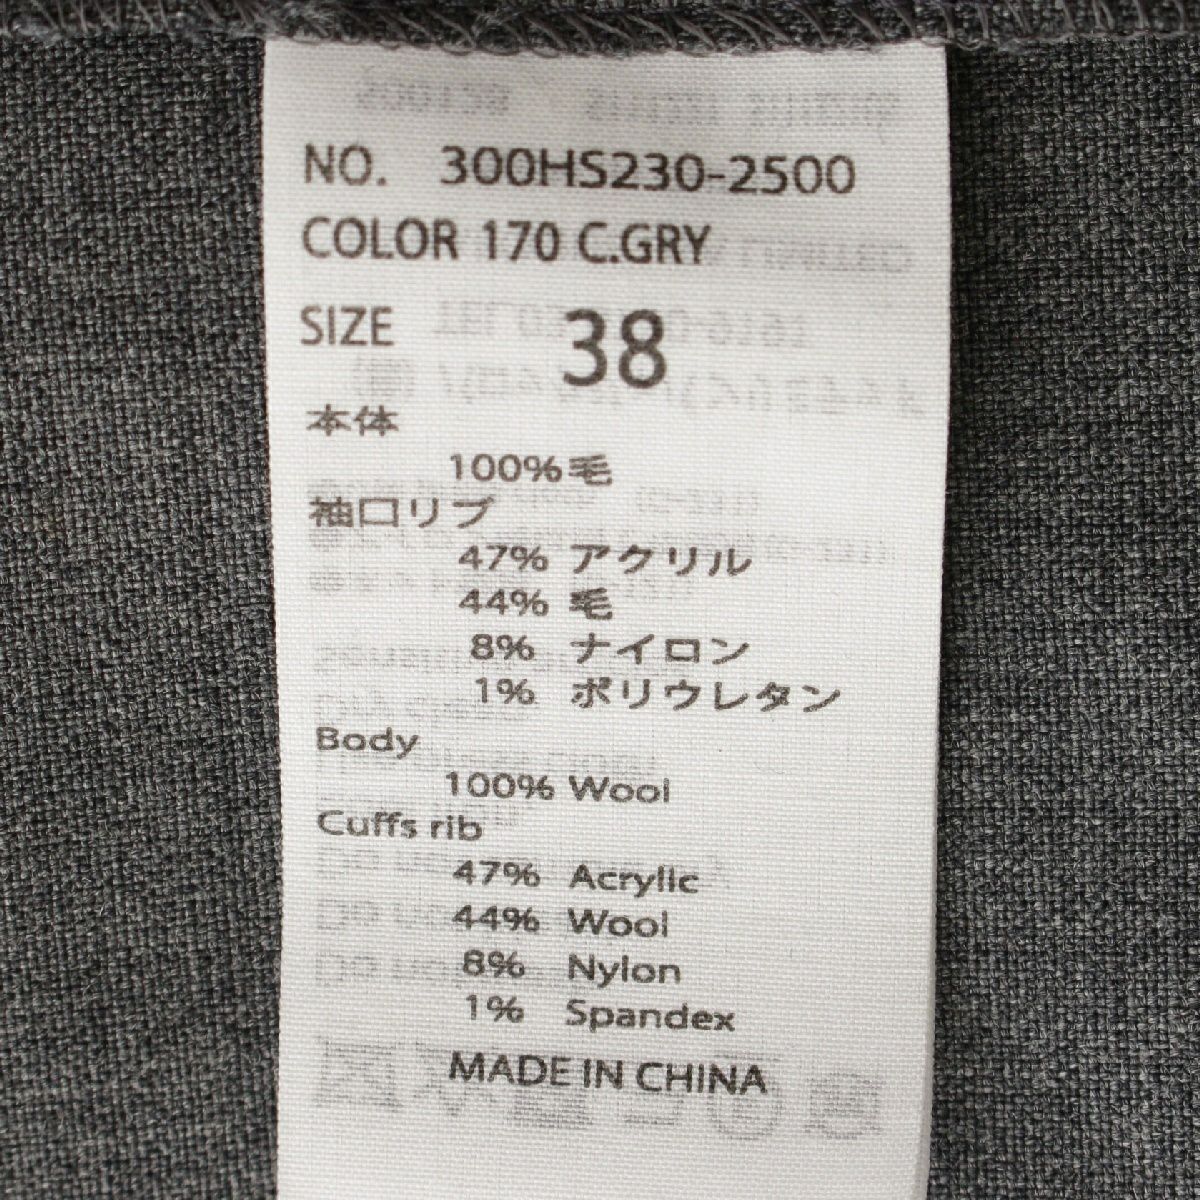 NO. 300HS230-2500
COLOR 170 C.GRY
SIZE 38
本体
100% 毛
袖口リブ
47% アクリル
44% 毛
8% ナイロン
1% ポリウレタン
Body
100% Wool
Cuffs rib
47% Acrylic
44% Wool
8% Nylon
1% Spandex
MADE IN CHINA